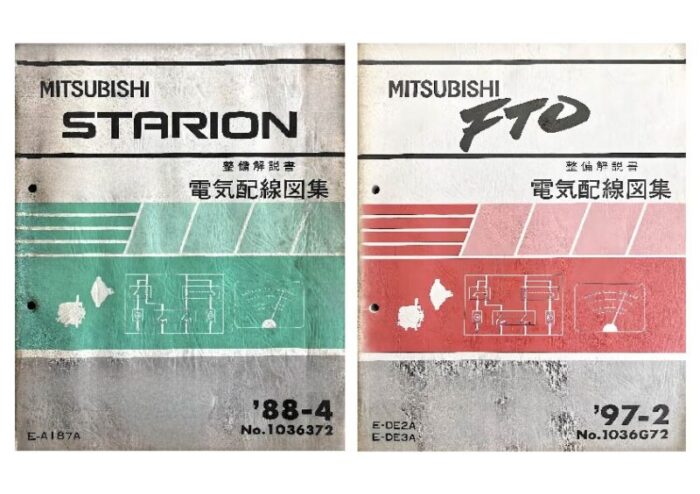 MITSUBISHI
STARION
整備解説書
電気配線図集
'88-4
No.1036372
E-A187A
MITSUBISHI
FTO
整備解説書
電気配線図集
'97-2
No.1036G72
E-DE2A
E-DE3A